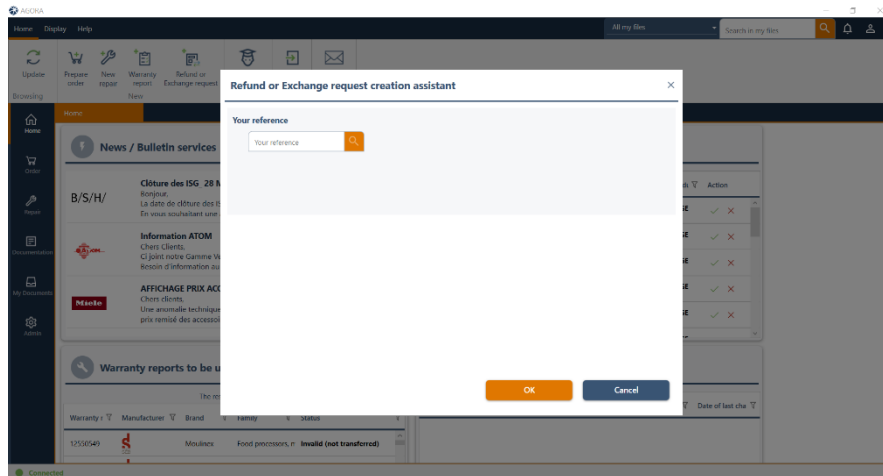 AGORA
Home Display Help
All my files
Search in my files
Update
Prepare order
New repair
Warranty report
Refund or Exchange request
Browsing
New
Home
Home
Order
Repair
Documentation
My Documents
Admin
News / Bulletin services
B/S/H/
Clôture des ISG 28 M
Bonjour,
La date de clôture des IS
En vous souhaitant une
Information ATOM
Chers Clients,
Ci joint notre Gamme Ve
Besoin d'information au
Miele
AFFICHAGE PRIX ACC
Chers clients,
Une anomalie technique
prix remisé des accessoi
Action
Refund or Exchange request creation assistant
Your reference
Your reference
OK
Cancel
Warranty reports to be u
The re
Warranty r
Manufacturer
Brand
Family
Status
Date of last cha
12550549
Moulinex
Food processors, n
Invalid (not transferred)
Connected